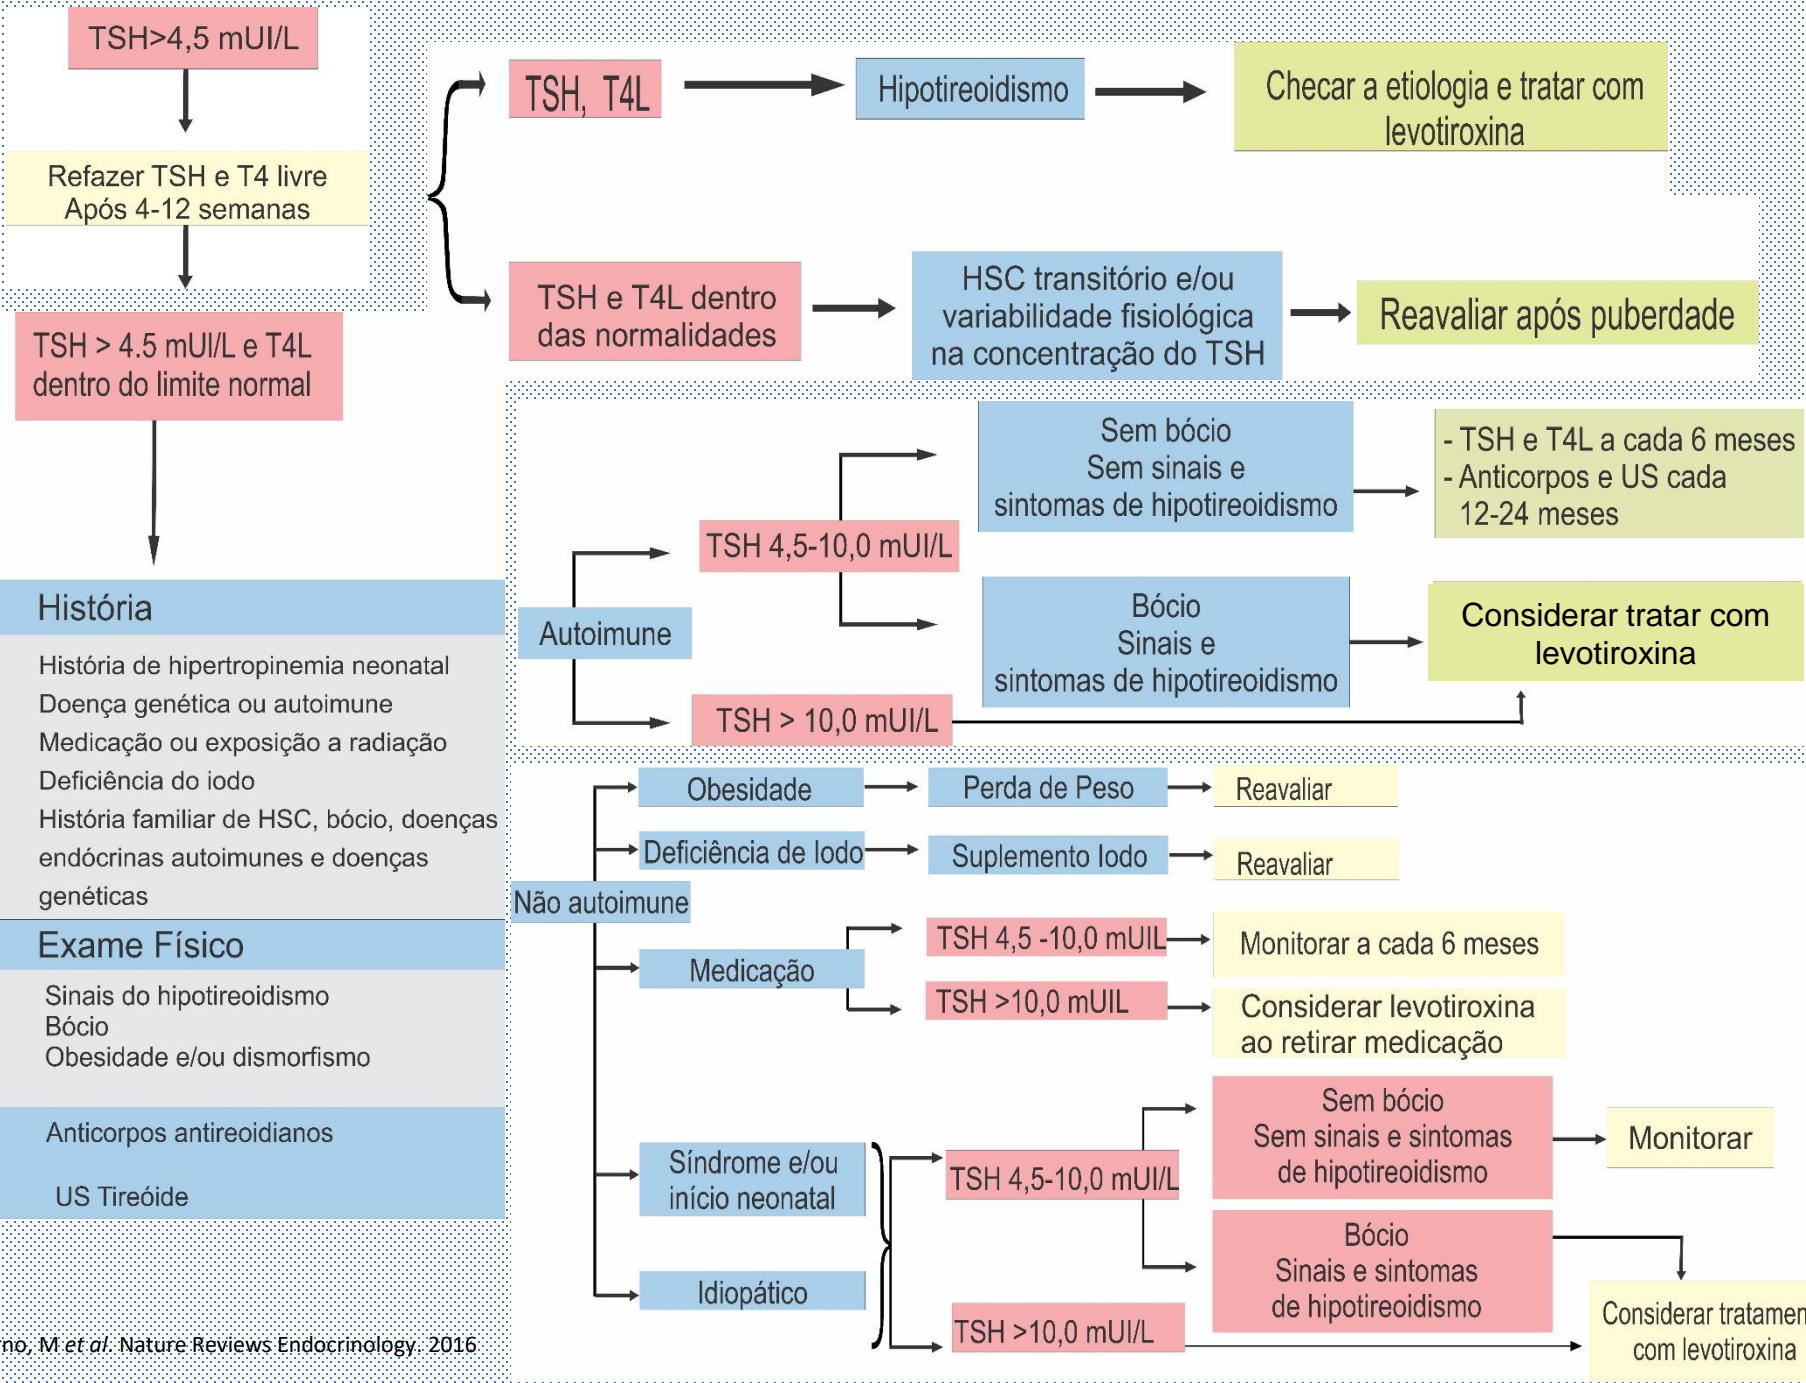 TSH>4,5 mUI/L
Refazer TSH e T4 livre
Após 4-12 semanas
TSH > 4.5 mUI/L e T4L
dentro do limite normal
TSH, T4L
Hipotireoidismo
Checar a etiologia e tratar com
levotiroxina
TSH e T4L dentro
das normalidades
HSC transitório e/ou
variabilidade fisiológica
na concentração do TSH
Reavaliar após puberdade
História
História de hipertropinemia neonatal
Doença genética ou autoimune
Medicação ou exposição a radiação
Deficiência do iodo
História familiar de HSC, bócio, doenças
endócrinas autoimunes e doenças
genéticas
Exame Físico
Sinais do hipotireoidismo
Bócio
Obesidade e/ou dismorfismo
Anticorpos antireoidianos
US Tireóide
Autoimune
TSH 4,5-10,0 mUI/L
Sem bócio
Sem sinais e
sintomas de hipotireoidismo
- TSH e T4L a cada 6 meses
- Anticorpos e US cada
12-24 meses
Bócio
Sinais e
sintomas de hipotireoidismo
Considerar tratar com
levotiroxina
TSH > 10,0 mUI/L
Não autoimune
Obesidade
Perda de Peso
Reavaliar
Deficiência de Iodo
Suplemento Iodo
Reavaliar
Medicação
TSH 4,5 -10,0 mUIL
Monitorar a cada 6 meses
TSH >10,0 mUIL
Considerar levotiroxina
ao retirar medicação
Síndrome e/ou
início neonatal
Idiopático
TSH 4,5-10,0 mUI/L
Sem bócio
Sem sinais e sintomas
de hipotireoidismo
Monitorar
Bócio
Sinais e sintomas
de hipotireoidismo
TSH >10,0 mUI/L
Considerar tratamen
com levotiroxina
no, M et al. Nature Reviews Endocrinology. 2016